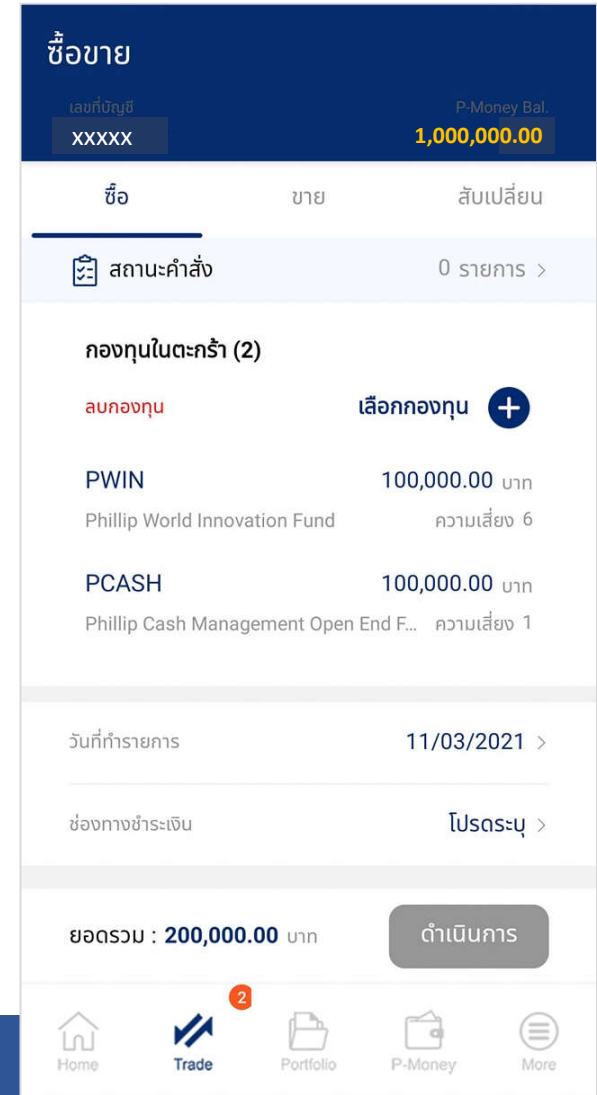 ซื้อขาย
เลขที่บัญชี P-Money Bal.
XXXXX 1,000,000.00
ซื้อ ขาย สับเปลี่ยน
สถานะคำสั่ง 0 รายการ >
กองทุนในตะกร้า (2)
ลบกองทุน เลือกกองทุน
PWIN 100,000.00 บาท
Phillip World Innovation Fund ความเสี่ยง 6
PCASH 100,000.00 บาท
Phillip Cash Management Open End F... ความเสี่ยง 1
วันที่ทำรายการ 11/03/2021 >
ช่องทางชำระเงิน โปรดระบุ >
ยอดรวม : 200,000.00 บาท ดำเนินการ
2
Home Trade Portfolio P-Money More